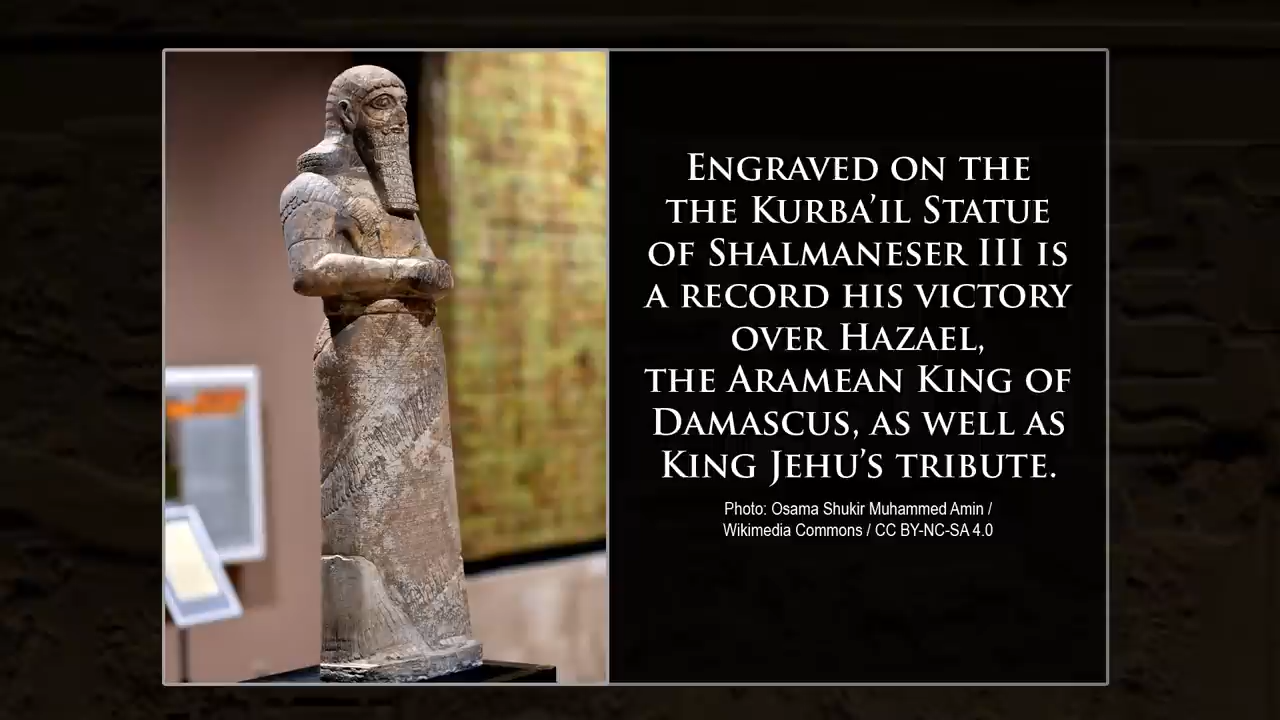 Engraved on the
the Kurba'il Statue
of Shalmaneser III is
a record his victory
over Hazael,
the Aramean King of
Damascus, as well as
King Jehu's tribute.
Photo: Osama Shukir Muhammed Amin /
Wikimedia Commons / CC BY-NC-SA 4.0